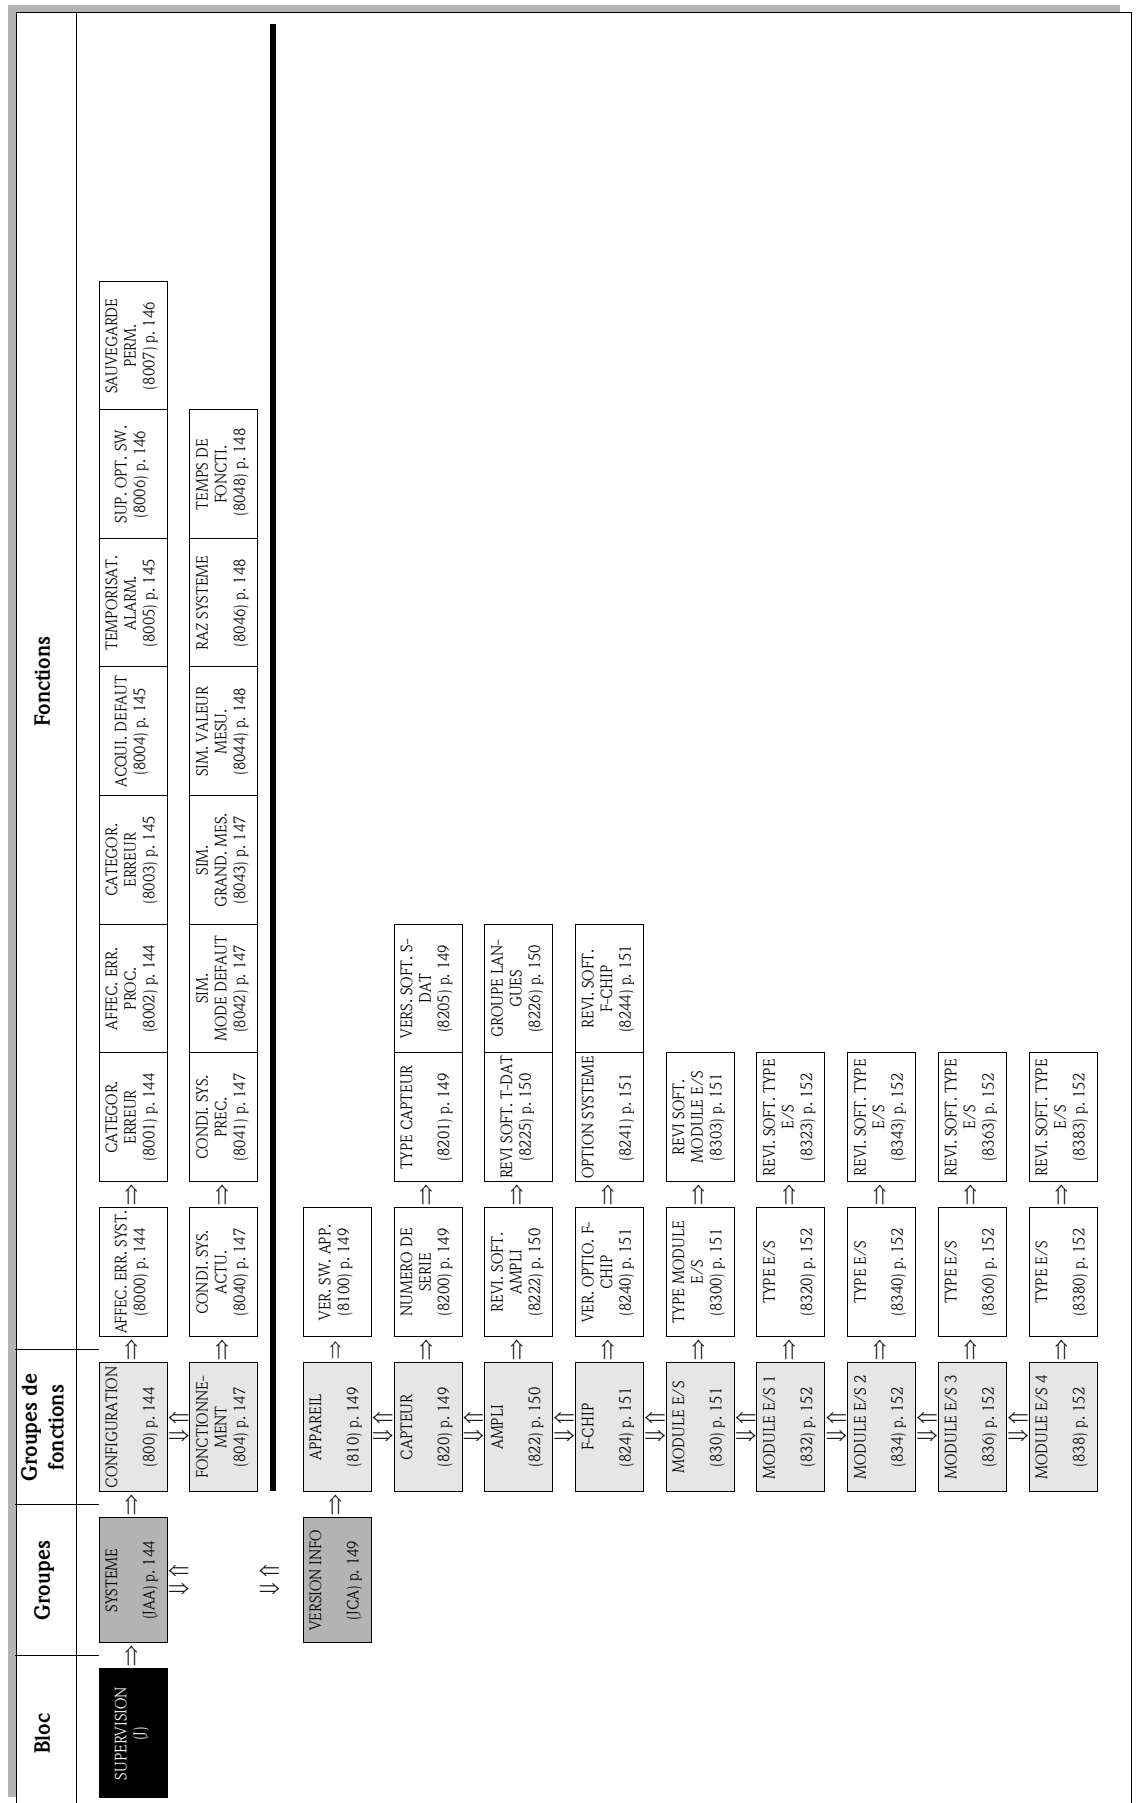 Bloc
Groupes
Groupes de
fonctions
Fonctions
SUPERVISION
(J)
⇒
SYSTEME
(JAA) p. 144
⇒
CONFIGURATION
(800) p. 144
⇒
AFFEC. ERR. SYST.
(8000) p. 144
⇒
CATEGOR.
ERREUR
(8001) p. 144
AFFEC. ERR.
PROC.
(8002) p. 144
CATEGOR.
ERREUR
(8003) p. 145
ACQUI. DEFAUT
(8004) p. 145
TEMPORISAT.
ALARM.
(8005) p. 145
SUP. OPT. SW.
(8006) p. 146
SAUVEGARDE
PERM.
(8007) p. 146
FONCTIONNE-
MENT
(804) p. 147
⇒
CONDI. SYS.
ACTU.
(8040) p. 147
⇒
CONDI. SYS.
PREC.
(8041) p. 147
SIM.
MODE DEFAUT
(8042) p. 147
SIM.
GRAND. MES.
(8043) p. 147
SIM. VALEUR
MESU.
(8044) p. 148
RAZ SYSTEME
(8046) p. 148
TEMPS DE
FONCTI.
(8048) p. 148
VERSION INFO
(JCA) p. 149
⇒
APPAREIL
(810) p. 149
⇒
VER. SW. APP.
(8100) p. 149
CAPTEUR
(820) p. 149
⇒
NUMERO DE
SERIE
(8200) p. 149
⇒
TYPE CAPTEUR
(8201) p. 149
VERS. SOFT. S-
DAT
(8205) p. 149
AMPLI
(822) p. 150
⇒
REVI. SOFT.
AMPLI
(8222) p. 150
⇒
REVI SOFT. T-DAT
(8225) p. 150
GROUPE LAN-
GUES
(8226) p. 150
F-CHIP
(824) p. 151
⇒
VER. OPTIO. F-
CHIP
(8240) p. 151
⇒
OPTION SYSTEME
(8241) p. 151
REVI. SOFT.
F-CHIP
(8244) p. 151
MODULE E/S
(830) p. 151
⇒
TYPE MODULE
E/S
(8300) p. 151
⇒
REVI SOFT.
MODULE E/S
(8303) p. 151
MODULE E/S 1
(832) p. 152
⇒
TYPE E/S
(8320) p. 152
⇒
REVI. SOFT. TYPE
E/S
(8323) p. 152
MODULE E/S 2
(834) p. 152
⇒
TYPE E/S
(8340) p. 152
⇒
REVI. SOFT. TYPE
E/S
(8343) p. 152
MODULE E/S 3
(836) p. 152
⇒
TYPE E/S
(8360) p. 152
⇒
REVI. SOFT. TYPE
E/S
(8363) p. 152
MODULE E/S 4
(838) p. 152
⇒
TYPE E/S
(8380) p. 152
⇒
REVI. SOFT. TYPE
E/S
(8383) p. 152